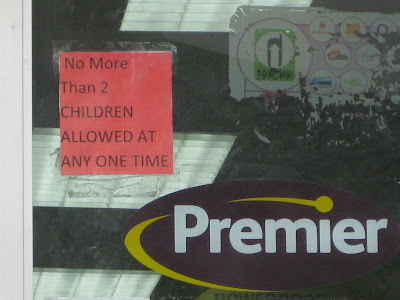 No More
Than 2
CHILDREN
ALLOWED AT
ANY ONE TIME
Premier